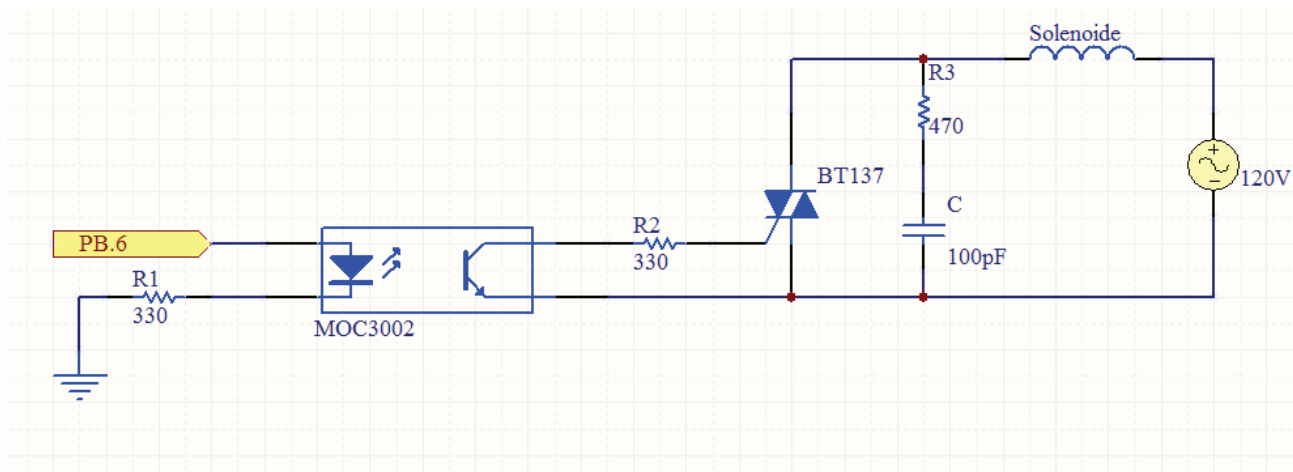 Solenoide
R3
470
BT137
120V
C
100pF
PB.6
R2
330
R1
330
MOC3002
+
−